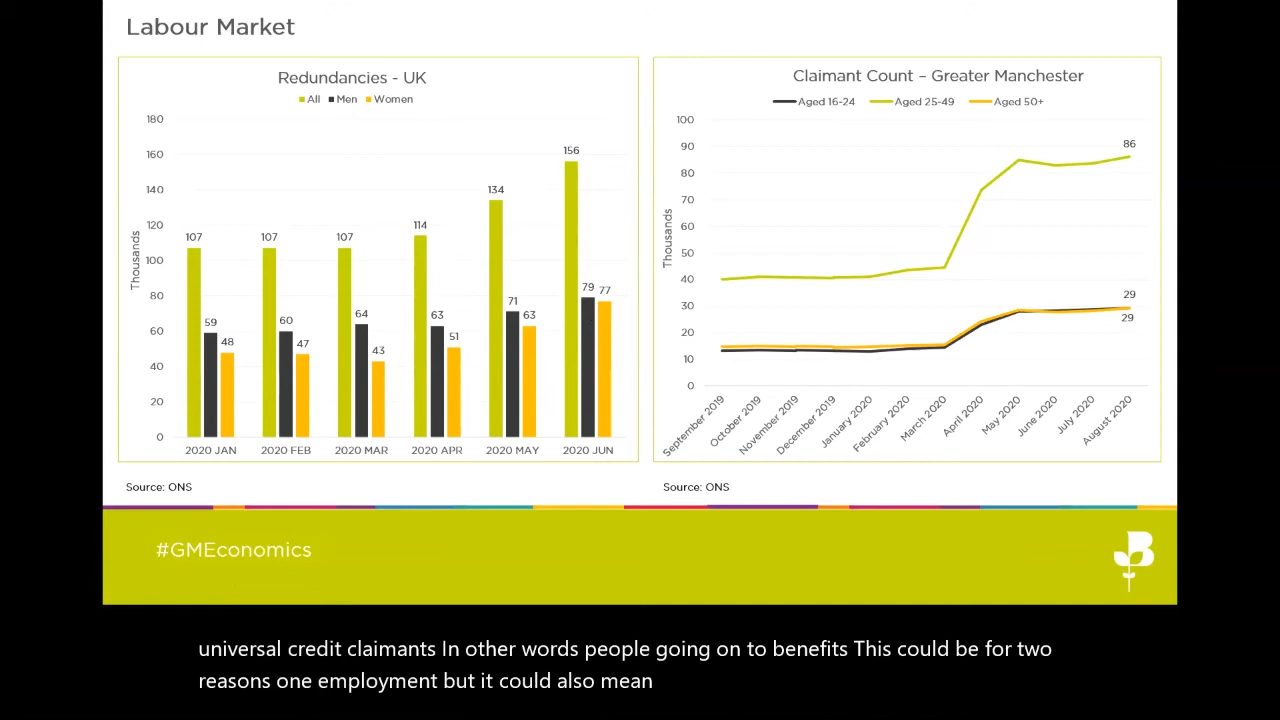 Labour Market
Redundancies - UK
All Men Women
180
160
140
120
100
80
60
40
20
0
Thousands
107
59
48
107
60
47
107
64
43
114
63
51
134
71
63
156
79
77
2020 JAN 2020 FEB 2020 MAR 2020 APR 2020 MAY 2020 JUN
Source: ONS
Claimant Count – Greater Manchester
Aged 16-24 Aged 25-49 Aged 50+
100
90
80
70
60
50
40
30
20
10
0
Thousands
86
29
29
September 2019
October 2019
November 2019
December 2019
January 2020
February 2020
March 2020
April 2020
May 2020
June 2020
July 2020
August 2020
Source: ONS
#GMEconomics
B
universal credit claimants In other words people going on to benefits This could be for two
reasons one employment but it could also mean